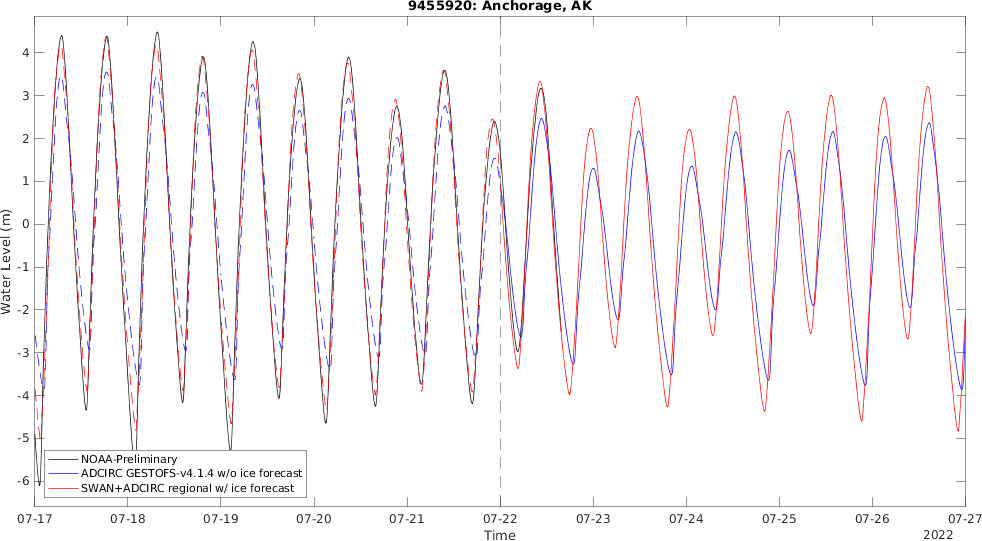 9455920: Anchorage, AK
Water Level (m)
4
3
2
1
0
-1
-2
-3
-4
-5
-6
NOAA-Preliminary
ADCIRC GESTOFS-v4.1.4 w/o ice forecast
SWAN+ADCIRC regional w/ ice forecast
07-17 07-18 07-19 07-20 07-21 07-22 07-23 07-24 07-25 07-26 07-27
Time
2022